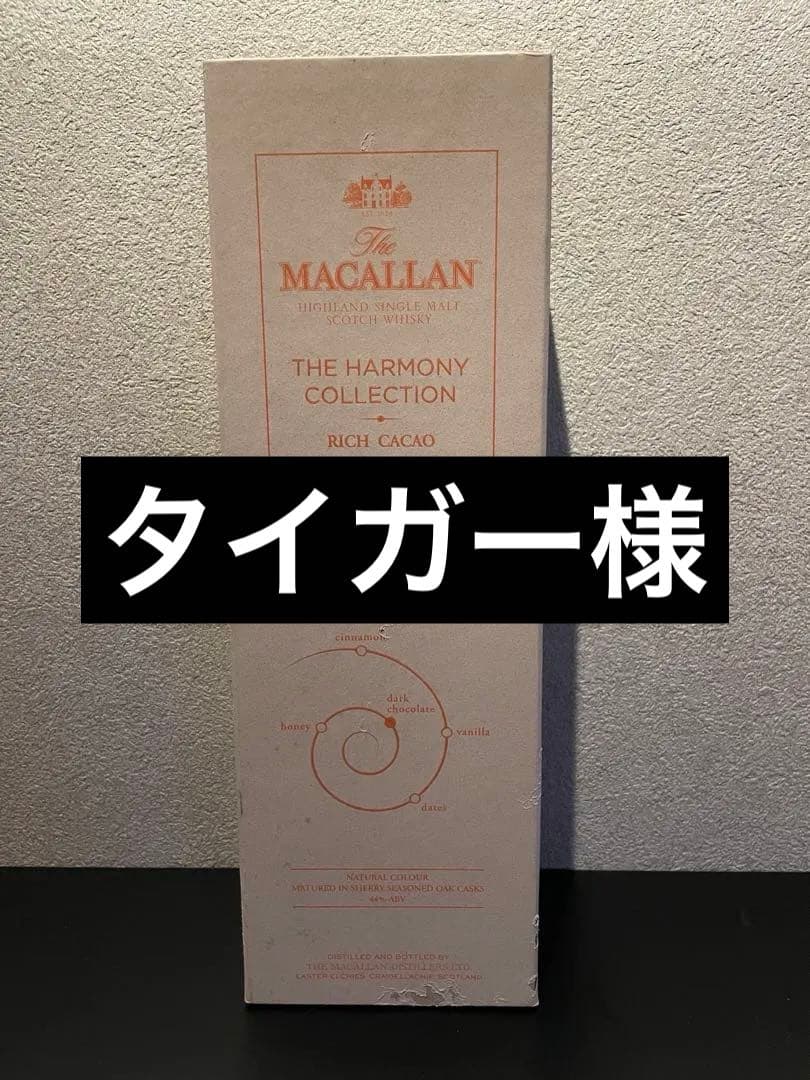 EST. 1824
The
MACALLAN
HIGHLAND SINGLE MALT
SCOTCH WHISKY
THE HARMONY
COLLECTION
RICH CACAO
タイガー様
cinnamon
dark
chocolate
honey
vanilla
dates
NATURAL COLOUR
MATURED IN SHERRY SEASONED OAK CASKS
44% ABV
DISTILLED AND BOTTLED BY
THE MACALLAN DISTILLERS LTD.
EASTER ELCHIES, CRAIGELLACHIE, SCOTLAND